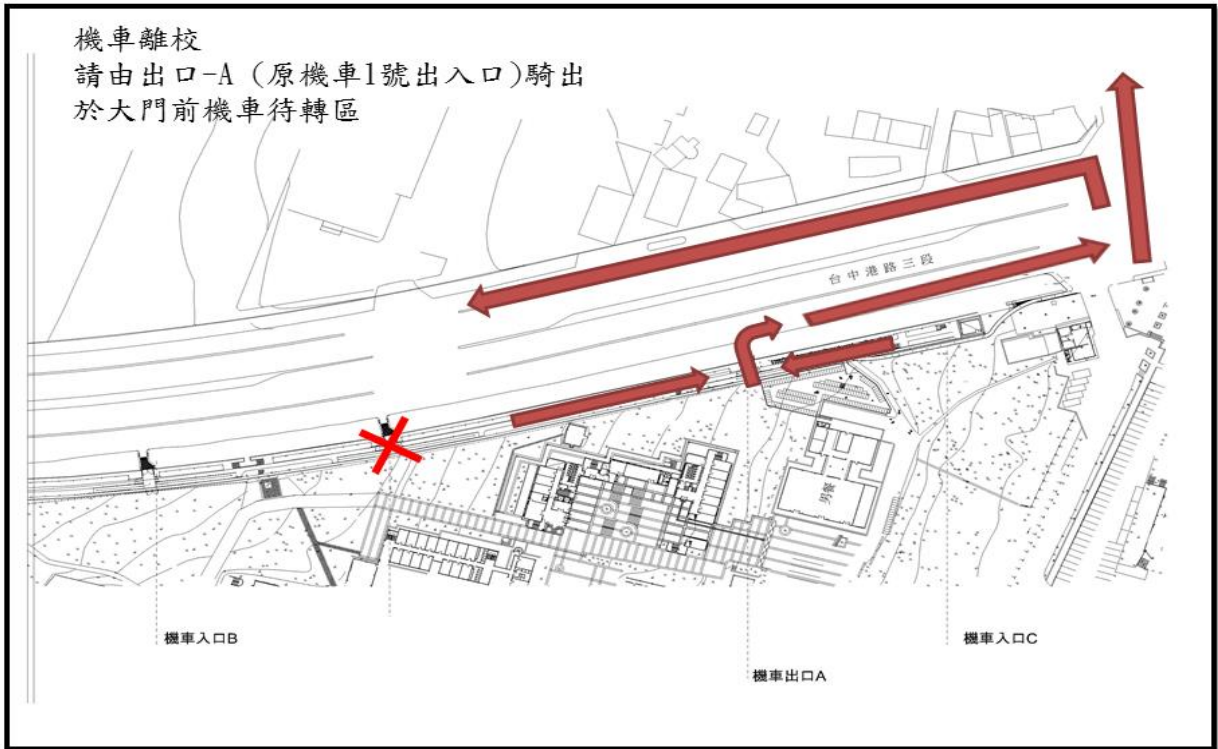 機車離校
請由出口-A (原機車1號出入口)騎出
於大門前機車待轉區
台中港路三段
男寢
機車入口B
機車出口A
機車入口C